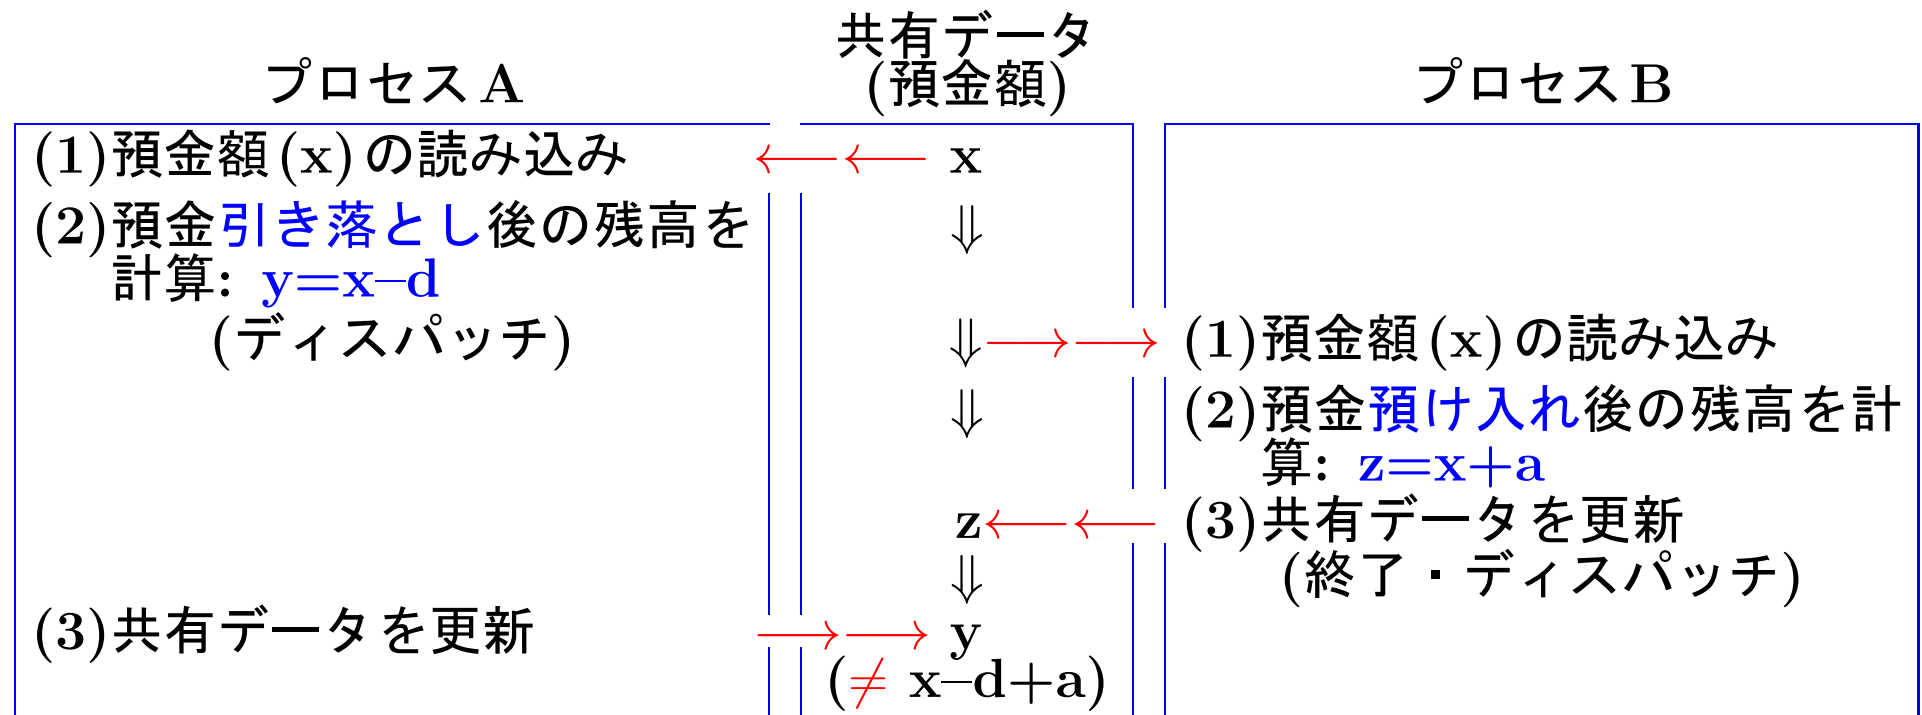 共有データ
(預金額)
プロセスA
プロセスB
(1)預金額(x)の読み込み
x
(2)預金引き落とし後の残高を
計算: y=x–d
⇓
(ディスパッチ)
⇓
(1)預金額(x)の読み込み
⇓
(2)預金預け入れ後の残高を計
算: z=x+a
z
(3)共有データを更新
(終了・ディスパッチ)
⇓
(3)共有データを更新
y
(≠ x–d+a)